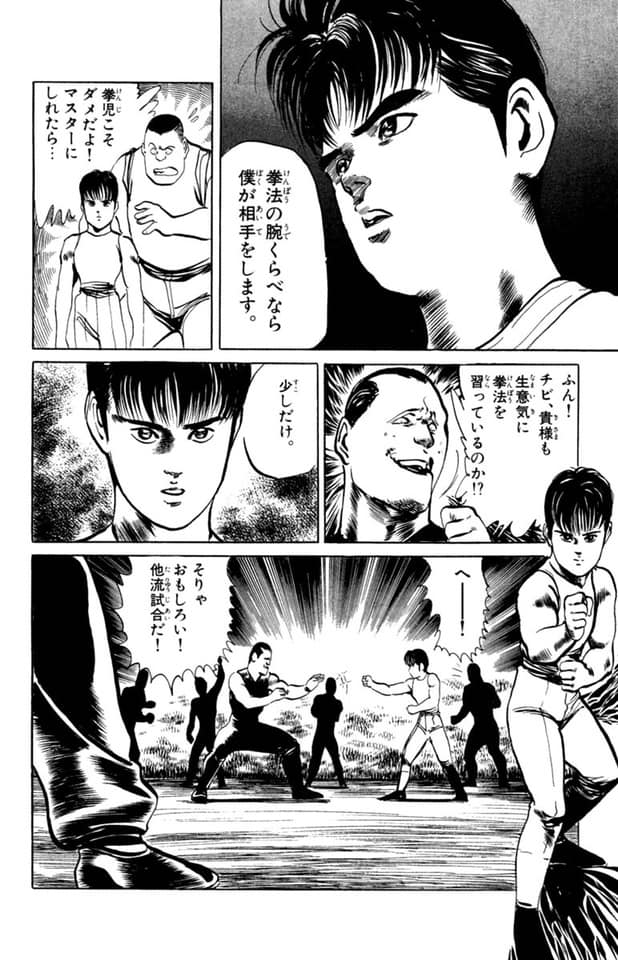 拳法の腕くらべなら
僕が相手をします。
拳児こそ
ダメだよ!
マスターに
しれたら…
ふん!
チビ、貴様も
生意気に
拳法を
習っているのか!?
少しだけ。
へ——!
そりゃ
おもしろい!
他流試合だ!